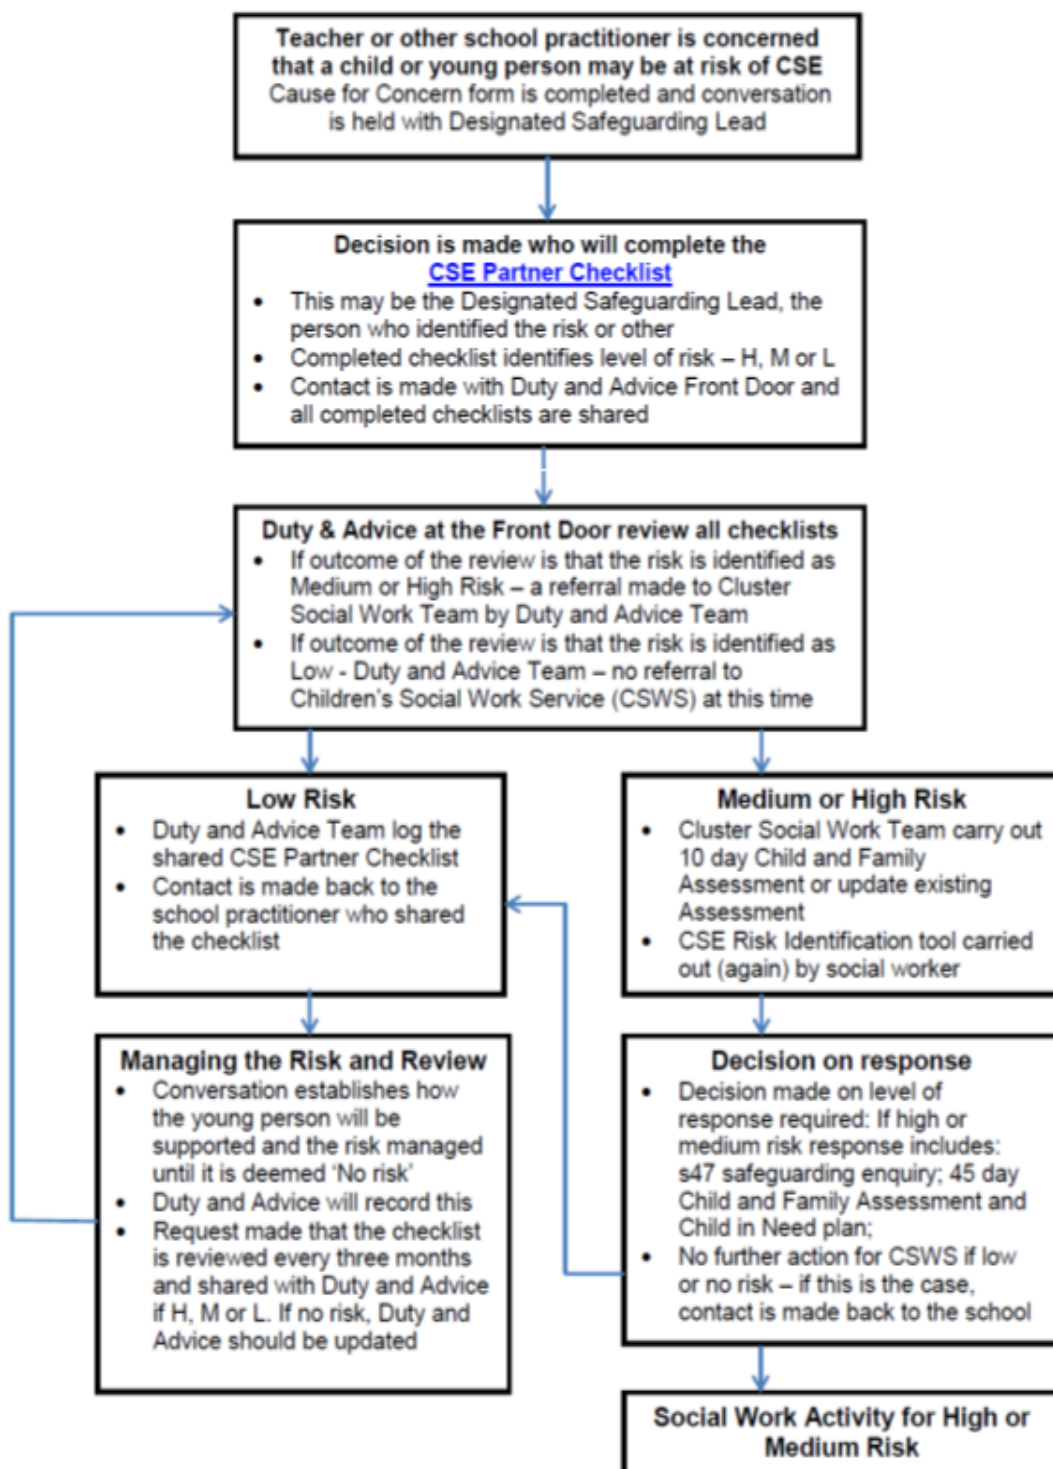 Teacher or other school practitioner is concerned
that a child or young person may be at risk of CSE
Cause for Concern form is completed and conversation
is held with Designated Safeguarding Lead
Decision is made who will complete the
CSE Partner Checklist
• This may be the Designated Safeguarding Lead, the
person who identified the risk or other
• Completed checklist identifies level of risk – H, M or L
• Contact is made with Duty and Advice Front Door and
all completed checklists are shared
Duty & Advice at the Front Door review all checklists
• If outcome of the review is that the risk is identified as
Medium or High Risk – a referral made to Cluster
Social Work Team by Duty and Advice Team
• If outcome of the review is that the risk is identified as
Low - Duty and Advice Team – no referral to
Children's Social Work Service (CSWS) at this time
Low Risk
• Duty and Advice Team log the
shared CSE Partner Checklist
• Contact is made back to the
school practitioner who shared
the checklist
Medium or High Risk
• Cluster Social Work Team carry out
10 day Child and Family
Assessment or update existing
Assessment
• CSE Risk Identification tool carried
out (again) by social worker
Managing the Risk and Review
• Conversation establishes how
the young person will be
supported and the risk managed
until it is deemed 'No risk'
• Duty and Advice will record this
• Request made that the checklist
is reviewed every three months
and shared with Duty and Advice
if H, M or L. If no risk, Duty and
Advice should be updated
Decision on response
• Decision made on level of
response required: If high or
medium risk response includes:
s47 safeguarding enquiry; 45 day
Child and Family Assessment and
Child in Need plan;
• No further action for CSWS if low
or no risk – if this is the case,
contact is made back to the school
Social Work Activity for High or
Medium Risk